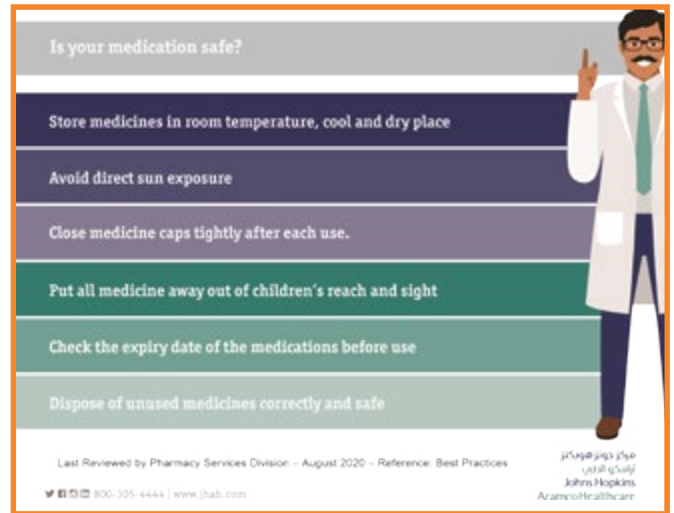 Is your medication safe?
Store medicines in room temperature, cool and dry place
Avoid direct sun exposure
Close medicine caps tightly after each use.
Put all medicine away out of children's reach and sight
Check the expiry date of the medications before use
Dispose of unused medicines correctly and safe
Last Reviewed by Pharmacy Services Division – August 2020 – Reference: Best Practices
800-305-4444 | www.jhah.com
مركز جونز هوبكنز
أرامكو الطبي
Johns Hopkins
Aramco Healthcare